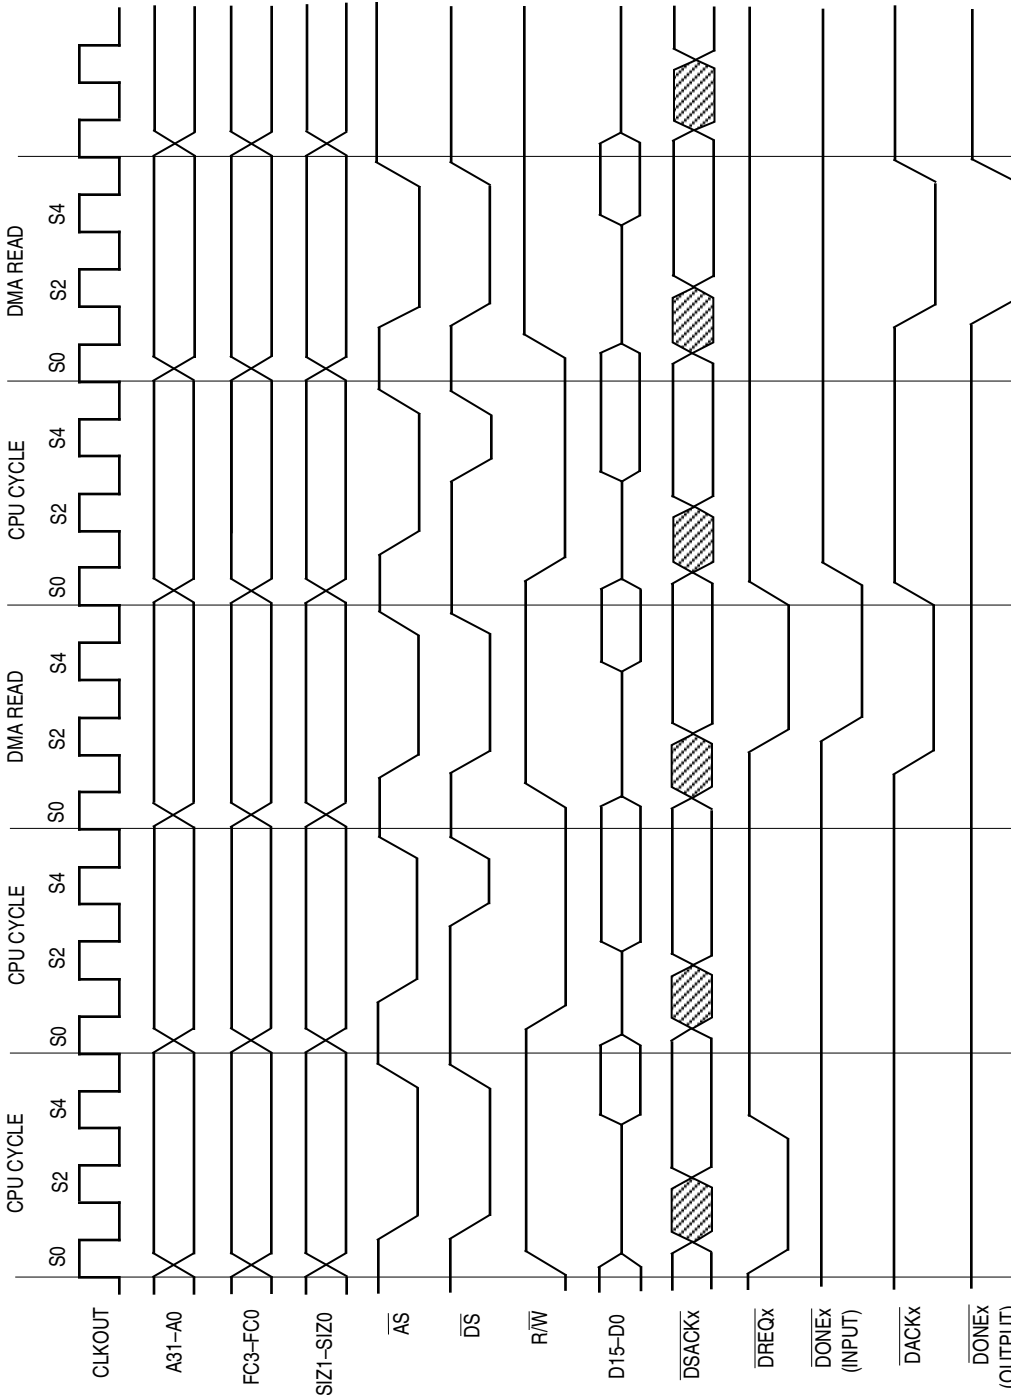 CPU CYCLE
CPU CYCLE
DMA READ
CPU CYCLE
DMA READ
S0 S2 S4 S0 S2 S4 S0 S2 S4 S0 S2 S4 S0 S2 S4
CLKOUT
A31–A0
FC3–FC0
SIZ1–SIZ0
AS
DS
R/W
D15–D0
DSACKx
DREQx
DONEx
(INPUT)
DACKx
DONEx
(OUTPUT)